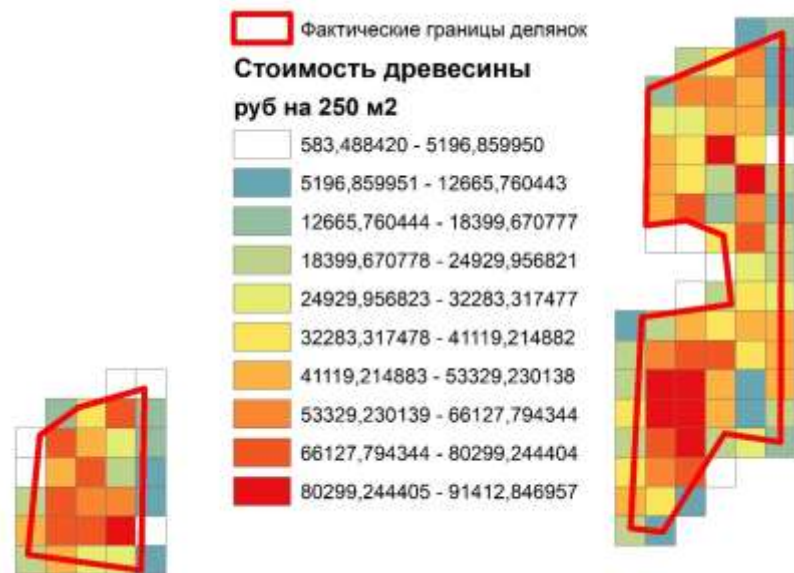 Фактические границы делянок
Стоимость древесины
руб на 250 м2
583,488420 - 5196,859950
5196,859951 - 12665,760443
12665,760444 - 18399,670777
18399,670778 - 24929,956821
24929,956823 - 32283,317477
32283,317478 - 41119,214882
41119,214883 - 53329,230138
53329,230139 - 66127,794344
66127,794344 - 80299,244404
80299,244405 - 91412,846957